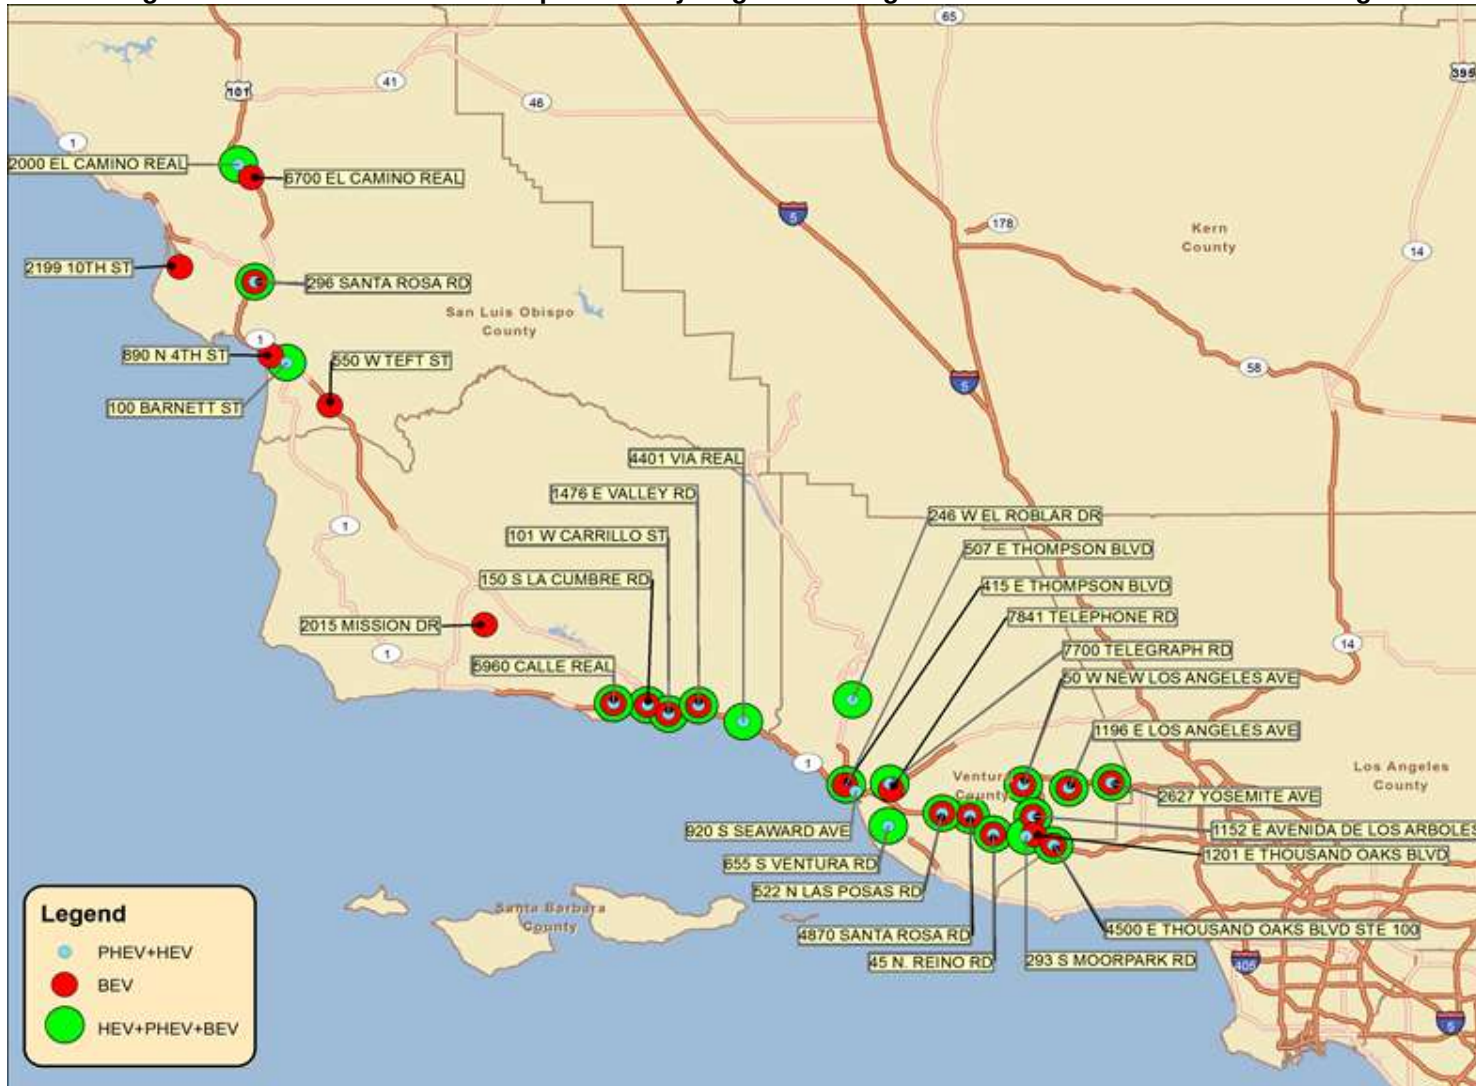 65
395
101
41
46
1
2000 EL CAMINO REAL
6700 EL CAMINO REAL
5
178
Kern
County
14
2199 10TH ST
296 SANTA ROSA RD
San Luis Obispo
County
1
890 N 4TH ST
550 W TEFT ST
58
5
100 BARNETT ST
4401 VIA REAL
1476 E VALLEY RD
246 W EL ROBLAR DR
1
101 W CARRILLO ST
507 E THOMPSON BLVD
150 S LA CUMBRE RD
415 E THOMPSON BLVD
7841 TELEPHONE RD
2015 MISSION DR
14
1
7700 TELEGRAPH RD
5960 CALLE REAL
50 W NEW LOS ANGELES AVE
1196 E LOS ANGELES AVE
1
Ventura
County
Los Angeles
County
2627 YOSEMITE AVE
920 S SEAWARD AVE
1152 E AVENIDA DE LOS ARBOLES
1201 E THOUSAND OAKS BLVD
655 S VENTURA RD
522 N LAS POSAS RD
Santa Barbara
County
4870 SANTA ROSA RD
4500 E THOUSAND OAKS BLVD STE 100
45 N. REINO RD
293 S MOORPARK RD
405
5
Legend
PHEV+HEV
BEV
HEV+PHEV+BEV